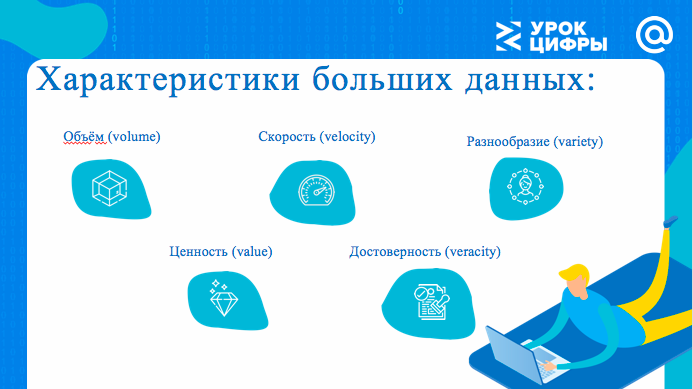 УРОК
ЦИФРЫ
@
Характеристики больших данных:
Объём (volume)
Скорость (velocity)
Разнообразие (variety)
Ценность (value)
Достоверность (veracity)